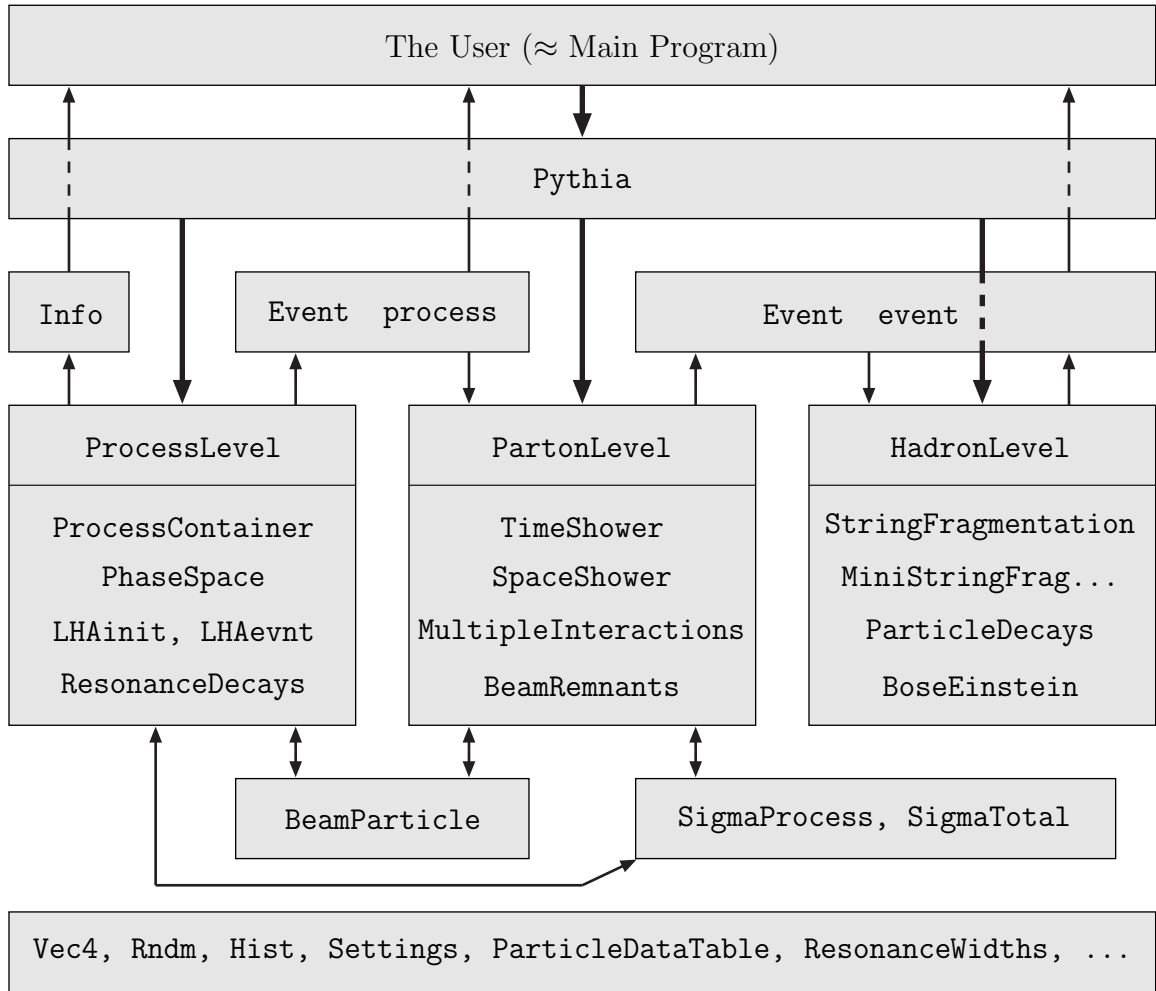 The User (≈ Main Program)
Pythia
Info
Event process
Event event
ProcessLevel
ProcessContainer
PhaseSpace
LHAinit, LHAevnt
ResonanceDecays
PartonLevel
TimeShower
SpaceShower
MultipleInteractions
BeamRemnants
HadronLevel
StringFragmentation
MiniStringFrag...
ParticleDecays
BoseEinstein
BeamParticle
SigmaProcess, SigmaTotal
Vec4, Rndm, Hist, Settings, ParticleDataTable, ResonanceWidths, ...